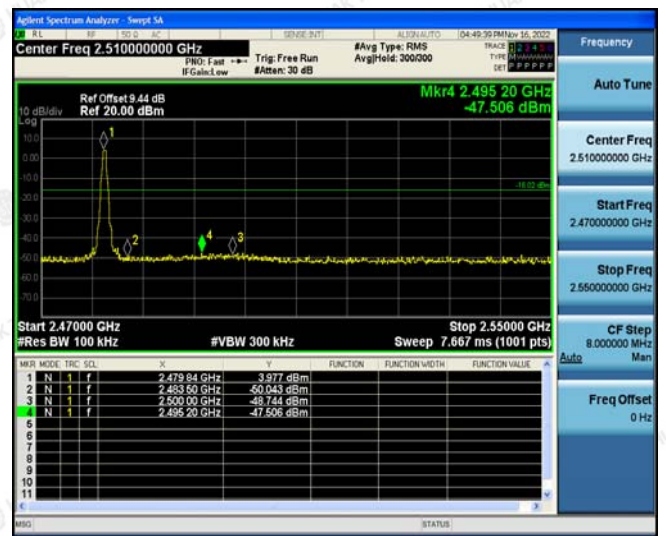 Agilent Spectrum Analyzer - Swept SA
RL RF 50 Ω AC SENSE:INT ALIGNAUTO 04:49:39 PM Nov 16, 2022
Center Freq 2.510000000 GHz
PNO: Fast
IFGain:Low
Trig: Free Run
#Atten: 30 dB
#Avg Type: RMS
Avg|Hold: 300/300
TRACE 1 2 3 4 5 6
TYPE
DET P P P P P P
Frequency
Mkr4 2.495 20 GHz
-47.506 dBm
Ref Offset 9.44 dB
Ref 20.00 dBm
10 dB/div
Log
10.0
0.00
-10.0
-20.0
-30.0
-40.0
-50.0
-60.0
-70.0
1
2
4
3
-16.02 dBm
Start 2.47000 GHz Stop 2.55000 GHz
#Res BW 100 kHz #VBW 300 kHz Sweep 7.667 ms (1001 pts)
MKR MODE TRC SCL X Y FUNCTION FUNCTION WIDTH FUNCTION VALUE
1 N 1 f 2.479 84 GHz 3.977 dBm
2 N 1 f 2.483 50 GHz -50.043 dBm
3 N 1 f 2.500 00 GHz -48.744 dBm
4 N 1 f 2.495 20 GHz -47.506 dBm
5
6
7
8
9
10
11
MSG STATUS
Auto Tune
Center Freq
2.510000000 GHz
Start Freq
2.470000000 GHz
Stop Freq
2.550000000 GHz
CF Step
8.000000 MHz
Auto Man
Freq Offset
0 Hz